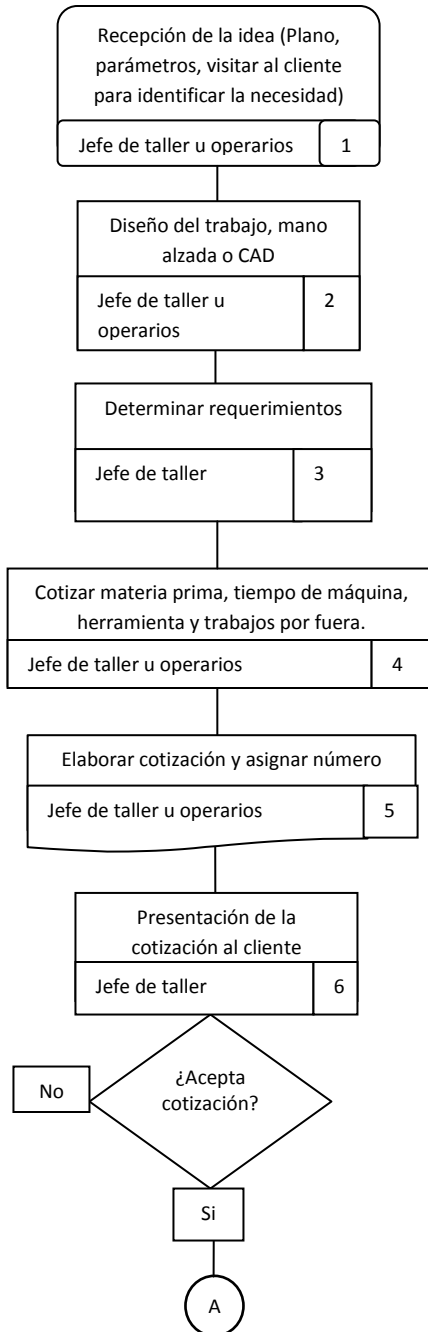 Recepción de la idea (Plano,
parámetros, visitar al cliente
para identificar la necesidad)
Jefe de taller u operarios 1
Diseño del trabajo, mano
alzada o CAD
Jefe de taller u 2
operarios
Determinar requerimientos
Jefe de taller 3
Cotizar materia prima, tiempo de máquina,
herramienta y trabajos por fuera.
Jefe de taller u operarios 4
Elaborar cotización y asignar número
Jefe de taller u operarios 5
Presentación de la
cotización al cliente
Jefe de taller 6
¿Acepta
cotización?
No
Si
A